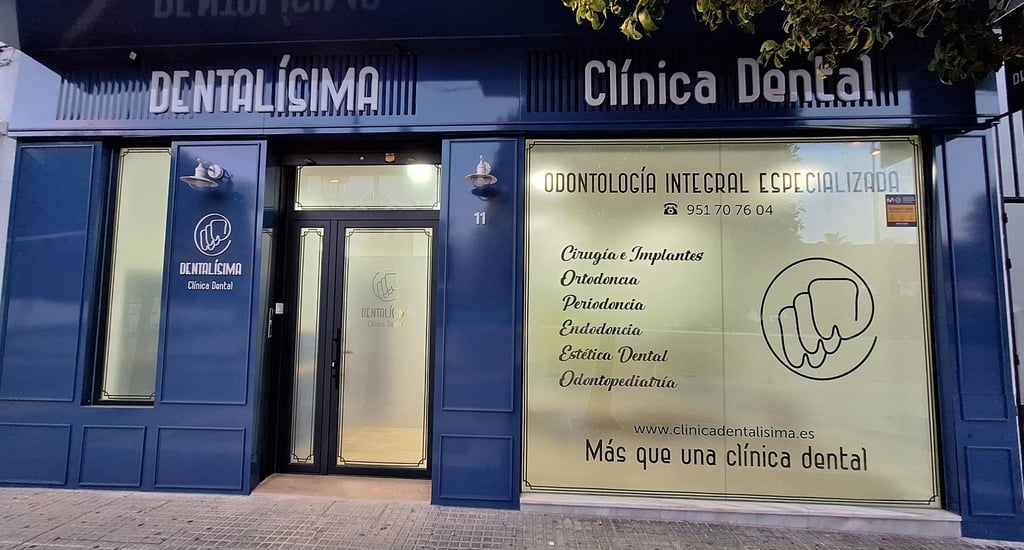 DENTALÍSIMA
Clínica Dental
DENTALÍSIMA
Clínica Dental
DENTALÍSIMA
Clínica Dental
11
ODONTOLOGÍA INTEGRAL ESPECIALIZADA
☎ 951 70 76 04
Cirugía e Implantes
Ortodoncia
Periodoncia
Endodoncia
Estética Dental
Odontopediatría
www.clinicadentalisima.es
Más que una clínica dental